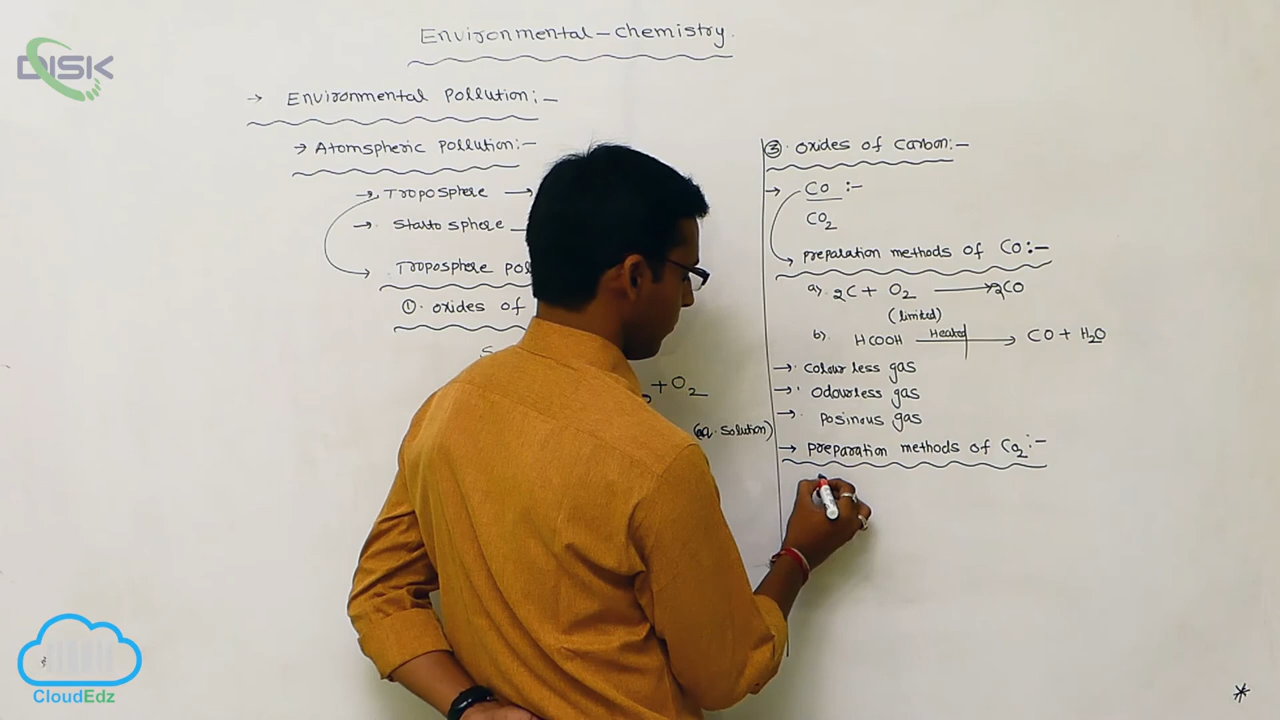 DISK
Environmental-chemistry.
→ Environmental pollution:-
→ Atomspheric pollution:-
→ Troposphere →
→ Starto sphere
Troposphere pol
①. oxides of
+O₂
(aq. solution)
③. oxides of Carbon:-
→ CO :-
CO₂
preparation methods of CO:-
a). 2C + O₂ → 2CO
(limited)
b). HCOOH Heated → CO + H₂O
→ colour less gas
→ odourless gas
→ posinous gas
→ preparation methods of CO₂:-
CloudEdz